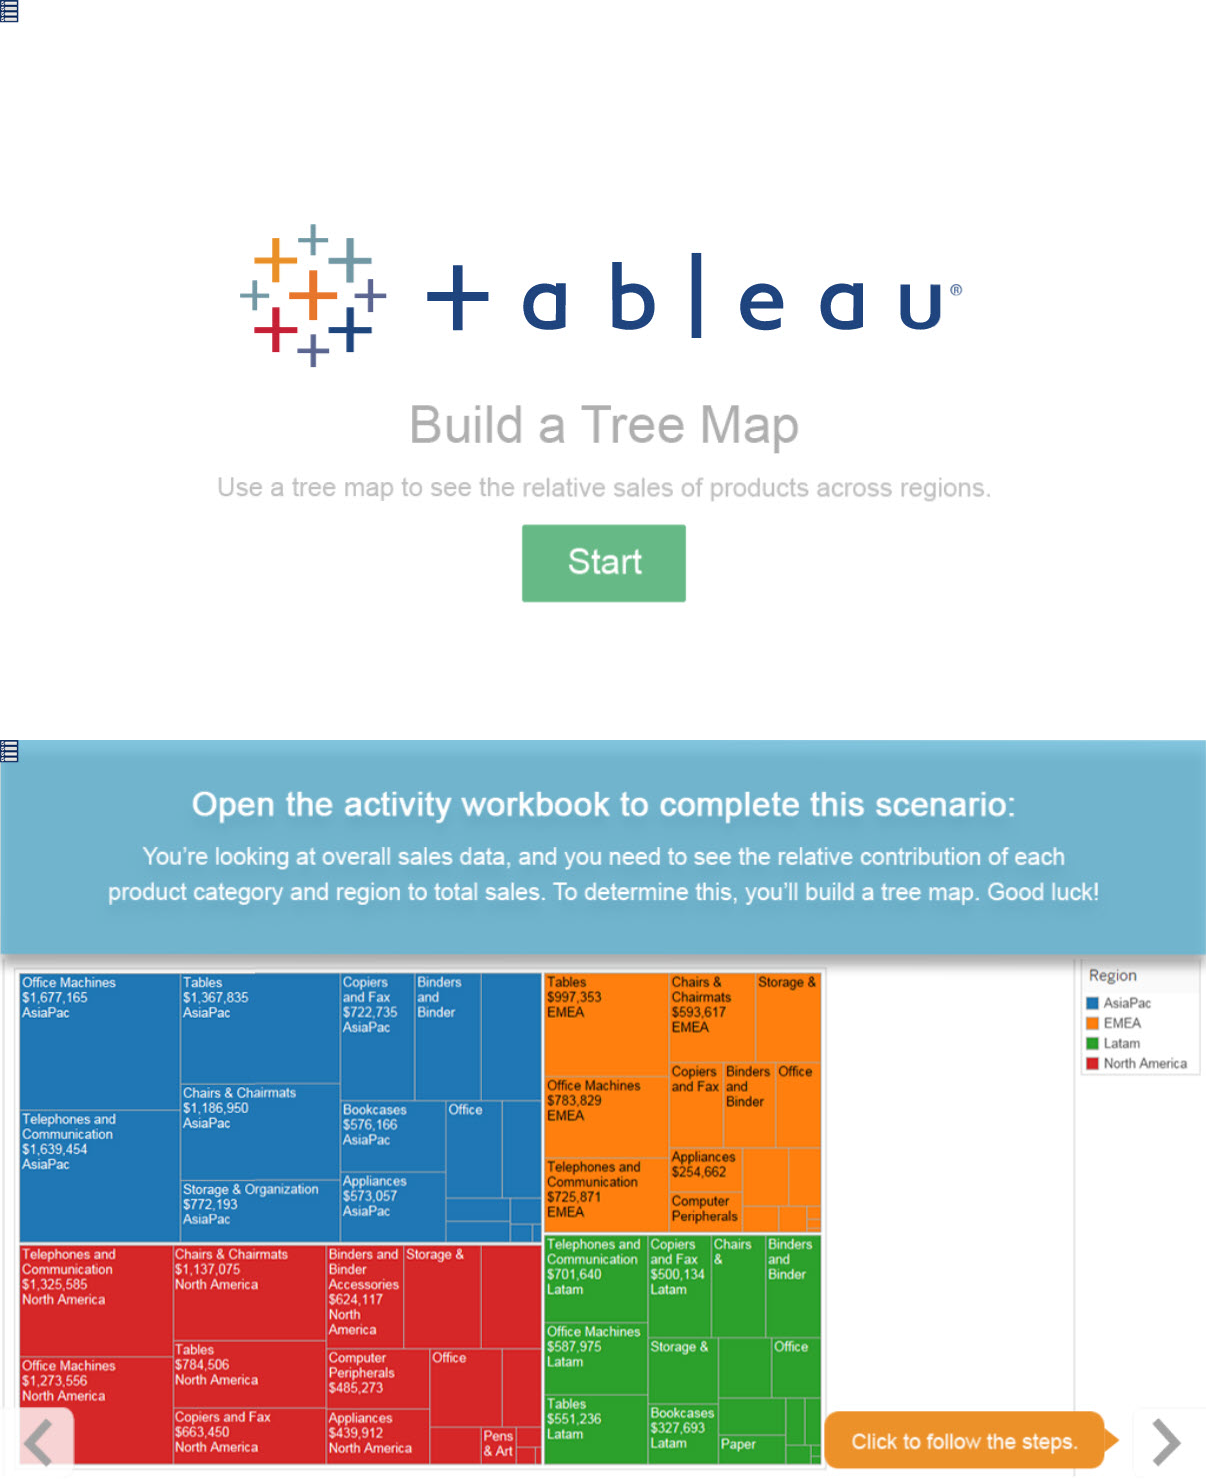 +ableau®
Build a Tree Map
Use a tree map to see the relative sales of products across regions.
Start
Open the activity workbook to complete this scenario:
You're looking at overall sales data, and you need to see the relative contribution of each
product category and region to total sales. To determine this, you'll build a tree map. Good luck!
Office Machines
$1,677,165
AsiaPac
Telephones and
Communication
$1,639,454
AsiaPac
Tables
$1,367,835
AsiaPac
Chairs & Chairmats
$1,186,950
AsiaPac
Storage & Organization
$772,193
AsiaPac
Copiers
and Fax
$722,735
AsiaPac
Binders
and
Binder
Bookcases
$576,166
AsiaPac
Office
Appliances
$573,057
AsiaPac
Tables
$997,353
EMEA
Office Machines
$783,829
EMEA
Telephones and
Communication
$725,871
EMEA
Chairs &
Chairmats
$593,617
EMEA
Storage &
Copiers
and Fax
Binders
and
Binder
Office
Appliances
$254,662
Computer
Peripherals
Region
AsiaPac
EMEA
Latam
North America
Telephones and
Communication
$1,325,585
North America
Office Machines
$1,273,556
North America
Chairs & Chairmats
$1,137,075
North America
Tables
$784,506
North America
Copiers and Fax
$663,450
North America
Binders and
Binder
Accessories
$624,117
North
America
Storage &
Computer
Peripherals
$485,273
Office
Appliances
$439,912
North America
Pens
& Art
Telephones and
Communication
$701,640
Latam
Office Machines
$587,975
Latam
Tables
$551,236
Latam
Copiers
and Fax
$500,134
Latam
Chairs
&
Binders
and
Binder
Storage &
Office
Bookcases
$327,693
Latam
Paper
Click to follow the steps.